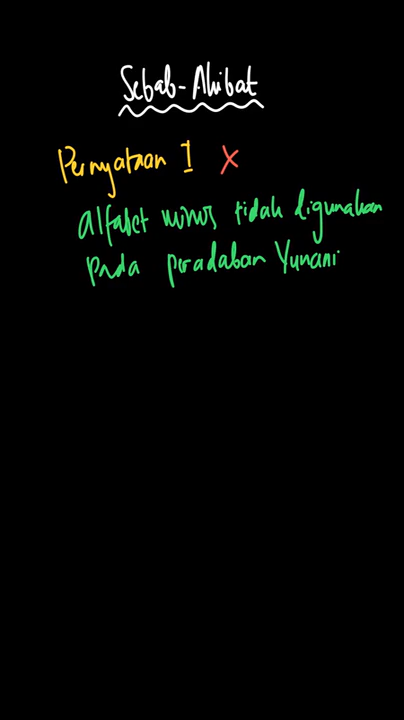 Sebab-Akibat
Pernyataan I X
alfabet minus tidak digunakan
pada peradaban Yunani